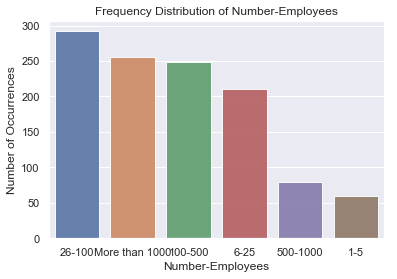 Frequency Distribution of Number-Employees
Number of Occurrences
300
250
200
150
100
50
0
26-100 More than 1000 100-500 6-25 500-1000 1-5
Number-Employees